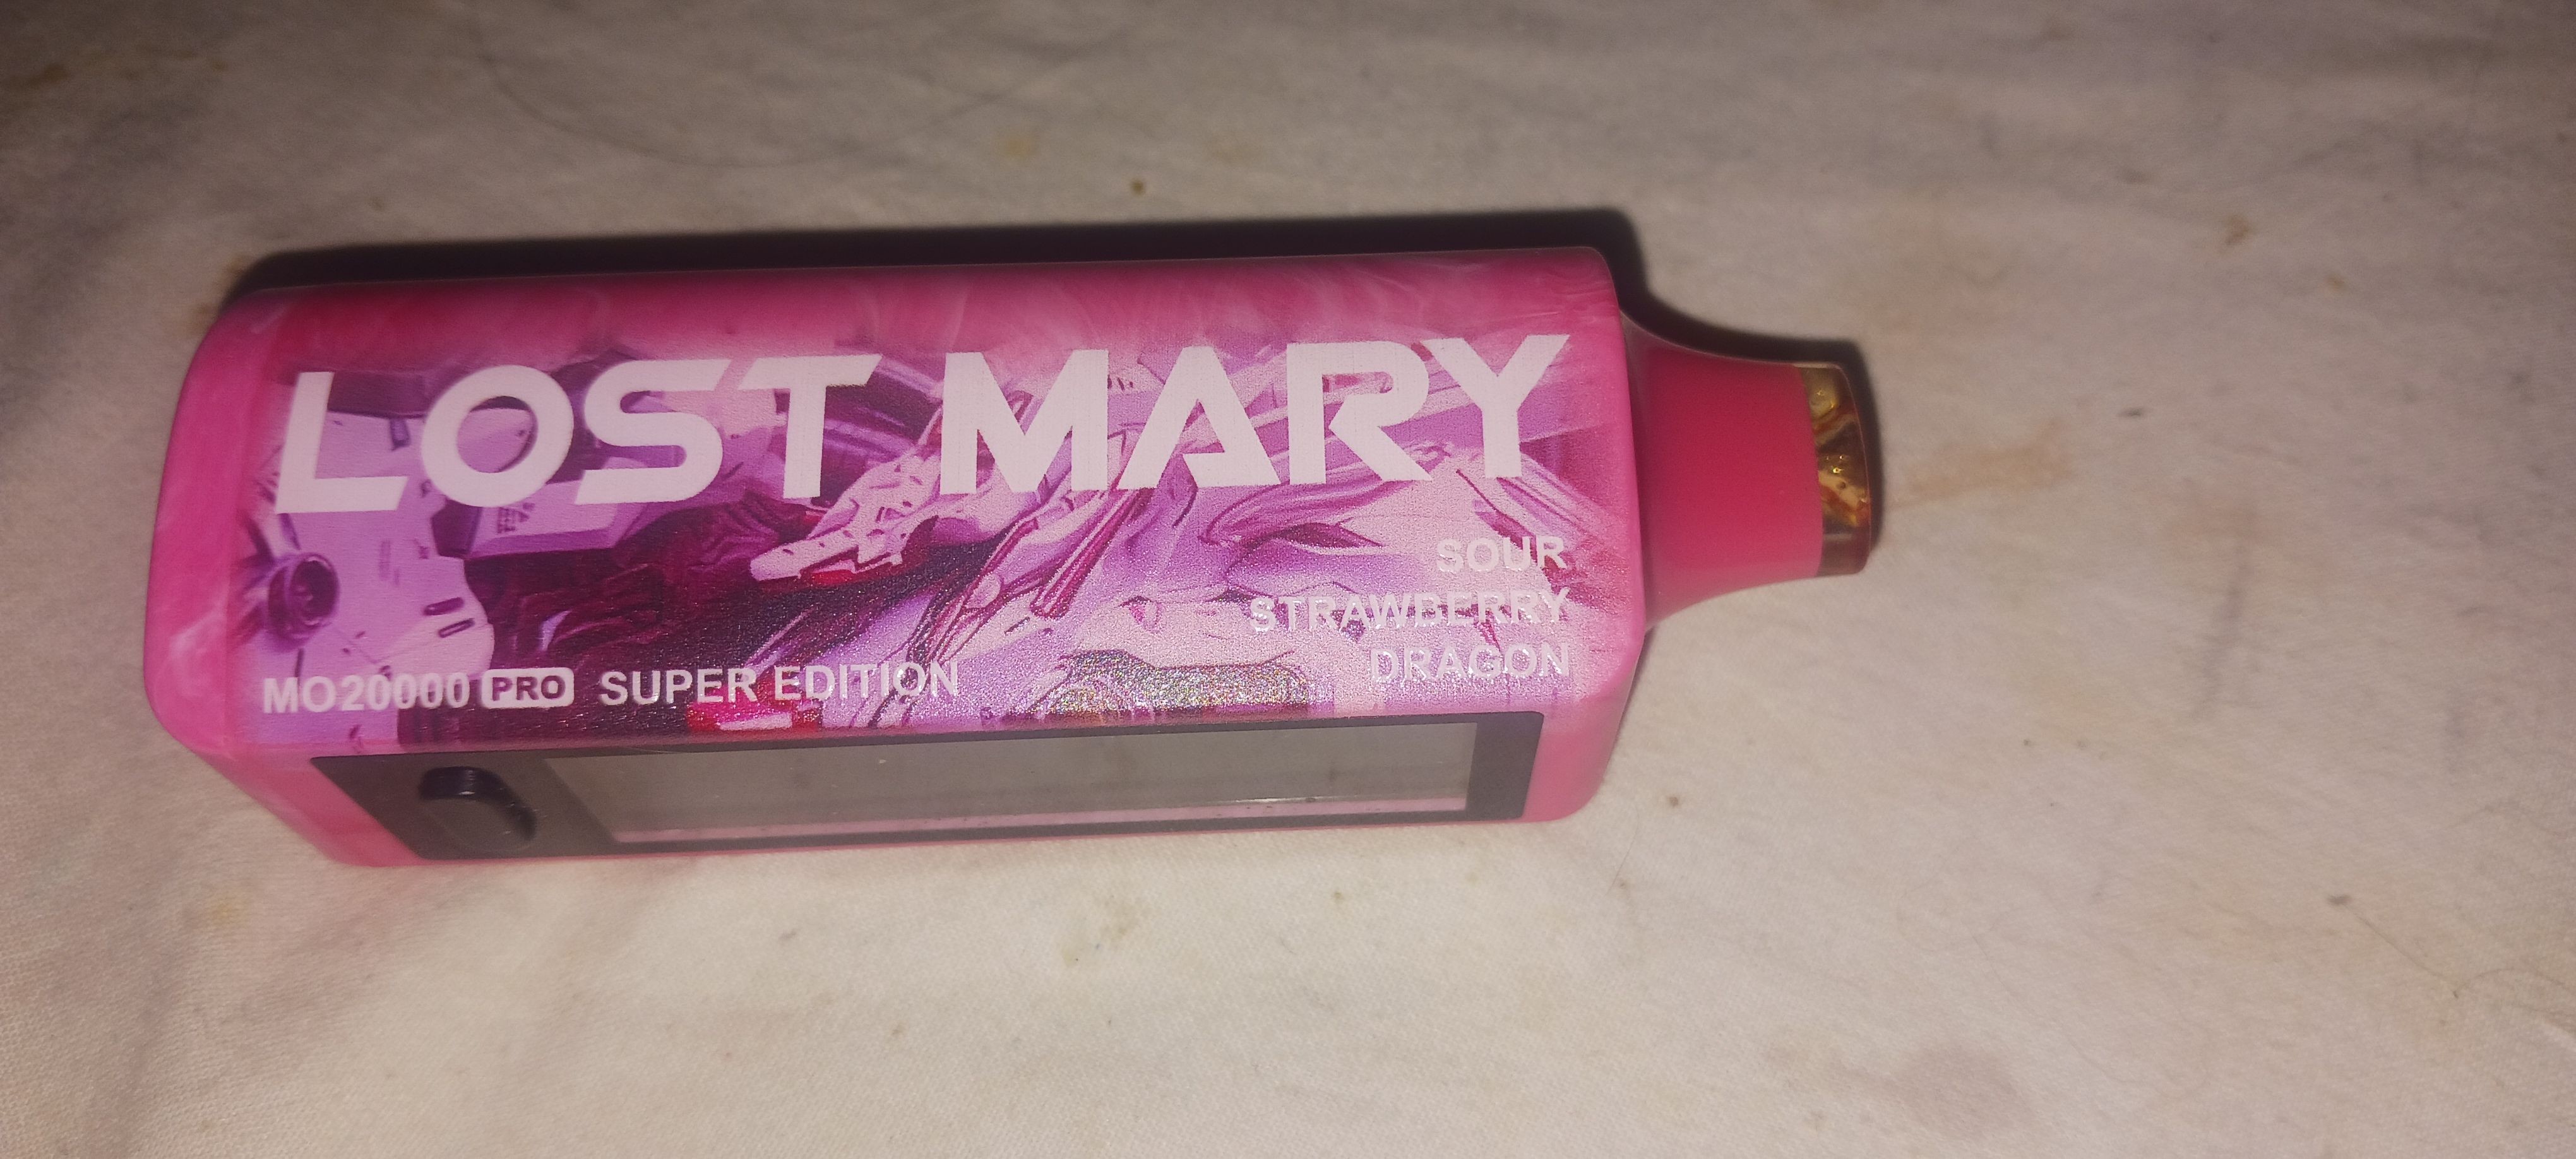 LOST MARY
SOUR
STRAWBERRY
DRAGON
MO20000 PRO SUPER EDITION